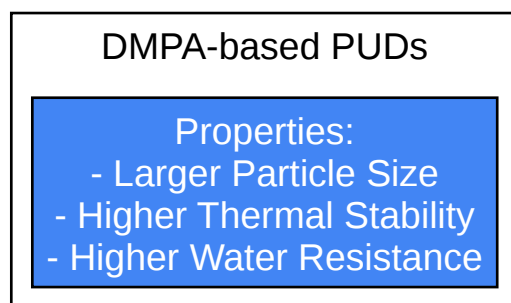 DMPA-based PUDs
Properties:
- Larger Particle Size
- Higher Thermal Stability
- Higher Water Resistance